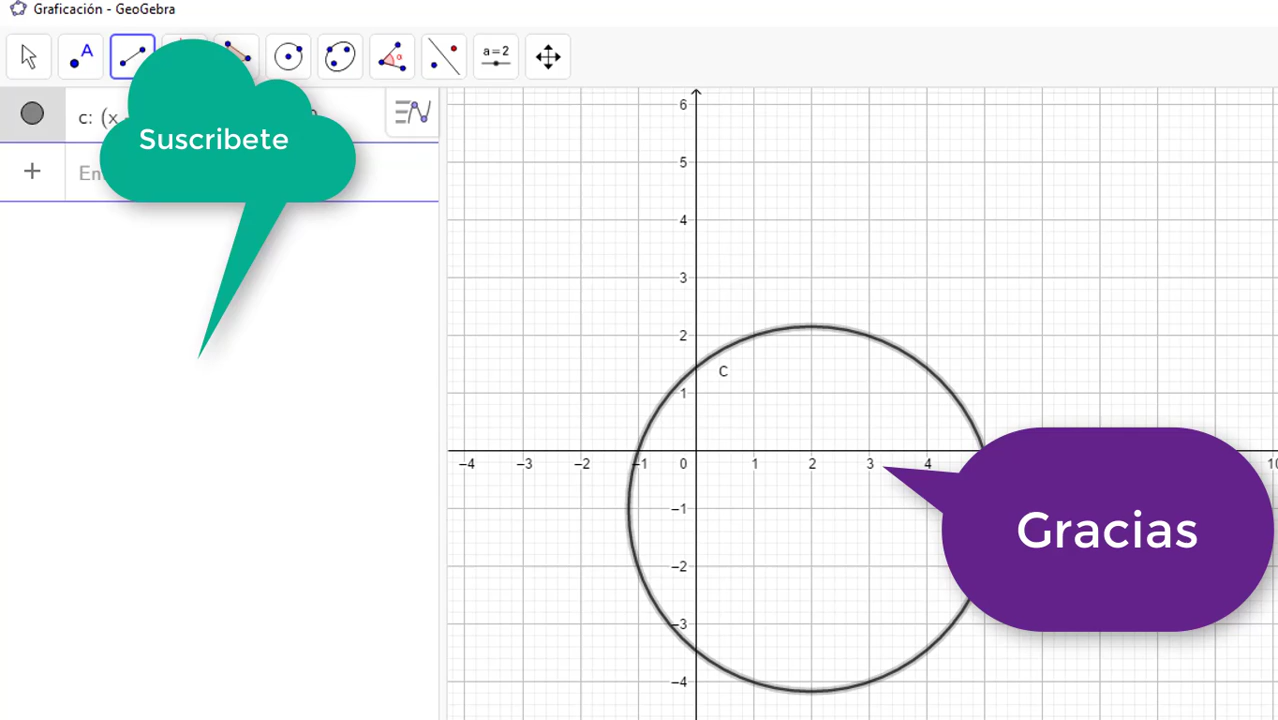 Graficación - GeoGebra
A
α
a=2
c: (x
+
En
Suscribete
6
5
4
3
2
1
c
−4 −3 −2 −1 0 1 2 3 4 10
−1
−2
−3
−4
Gracias